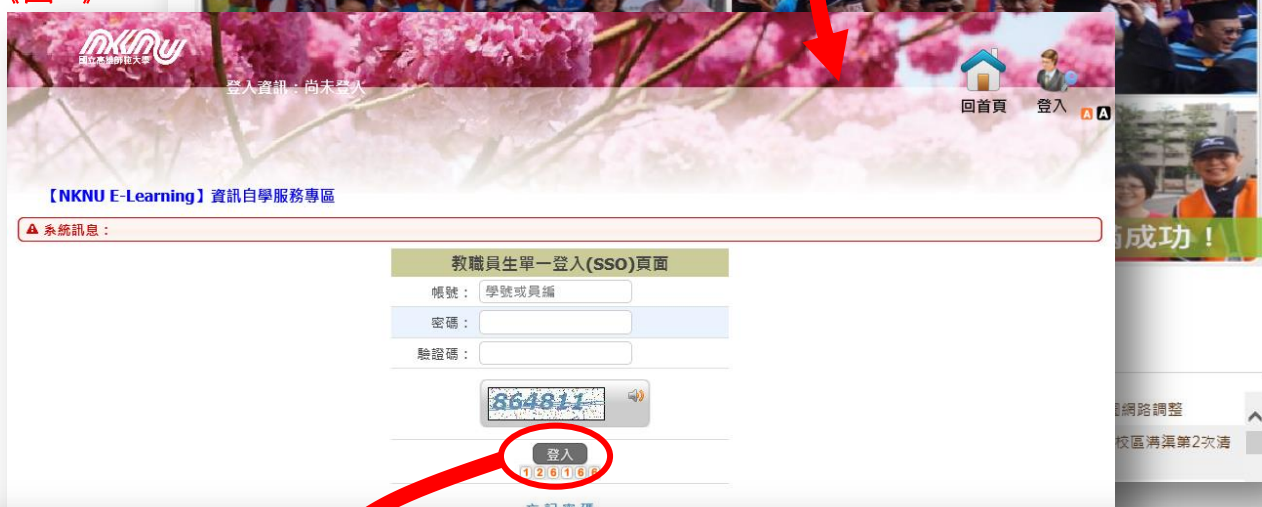 nknu
國立高雄師範大學
登入資訊：尚未登入
回首頁
登入
A A
【NKNU E-Learning】資訊自學服務專區
系統訊息：
成功！
教職員生單一登入(SSO)頁面
帳號：
學號或員編
密碼：
驗證碼：
864811
網路調整
校區溝渠第2次清
登入
126166